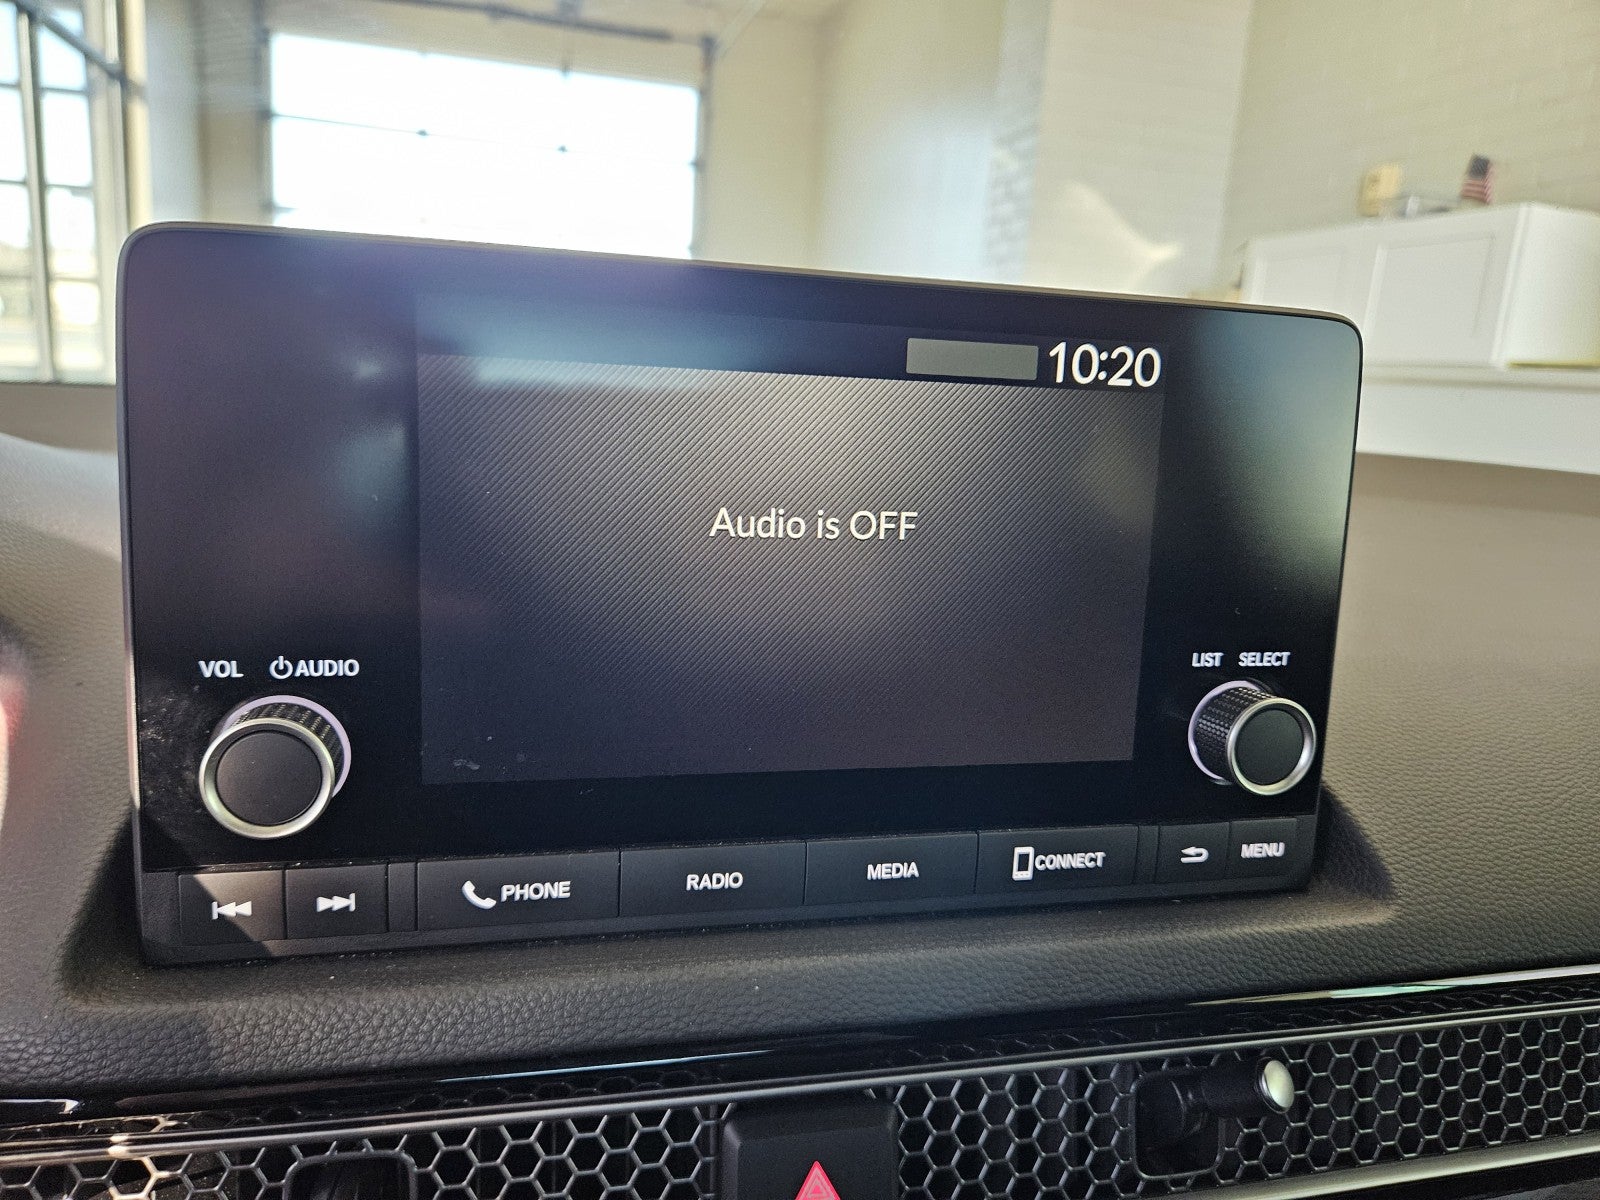 10:20
Audio is OFF
VOL AUDIO
LIST SELECT
PHONE
RADIO
MEDIA
CONNECT
MENU